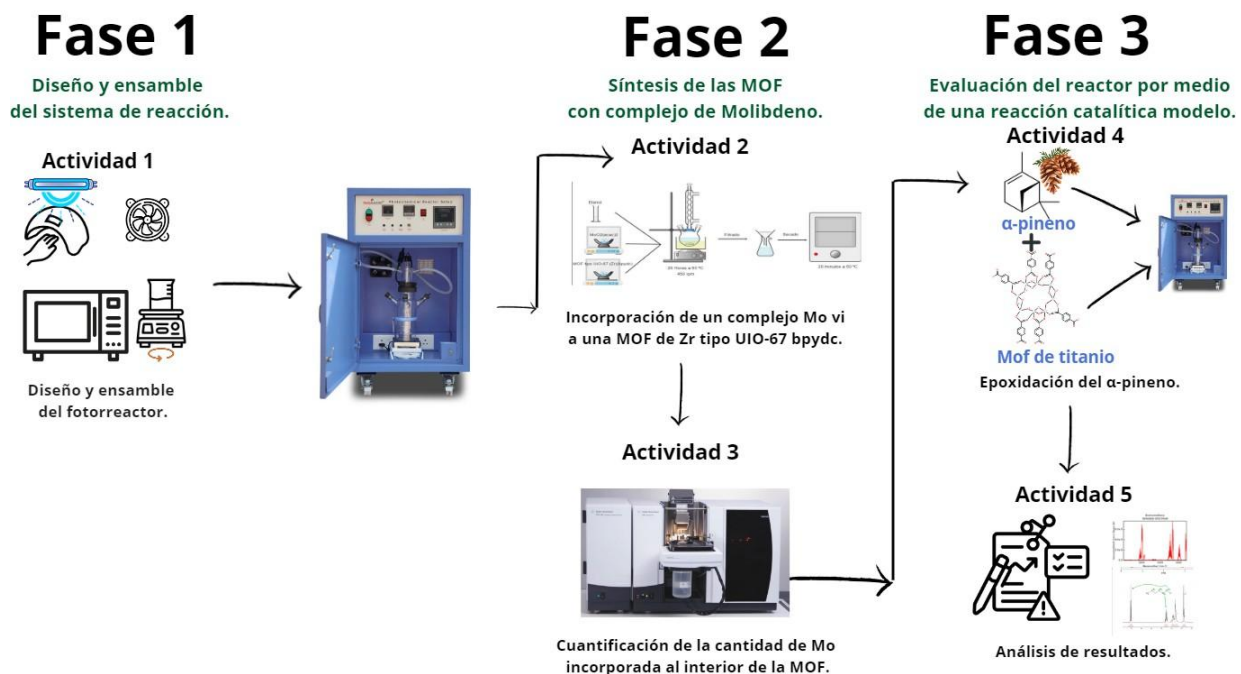 Fase 1
Diseño y ensamble
del sistema de reacción.
Actividad 1
Diseño y ensamble
del fotorreactor.
Fase 2
Síntesis de las MOF
con complejo de Molibdeno.
Actividad 2
Filtrado
Secado
Incorporación de un complejo Mo vi
a una MOF de Zr tipo UIO-67 bpydc.
Actividad 3
Cuantificación de la cantidad de Mo
incorporada al interior de la MOF.
Fase 3
Evaluación del reactor por medio
de una reacción catalítica modelo.
Actividad 4
α-pineno
+
Mof de titanio
Epoxidación del α-pineno.
Actividad 5
Análisis de resultados.